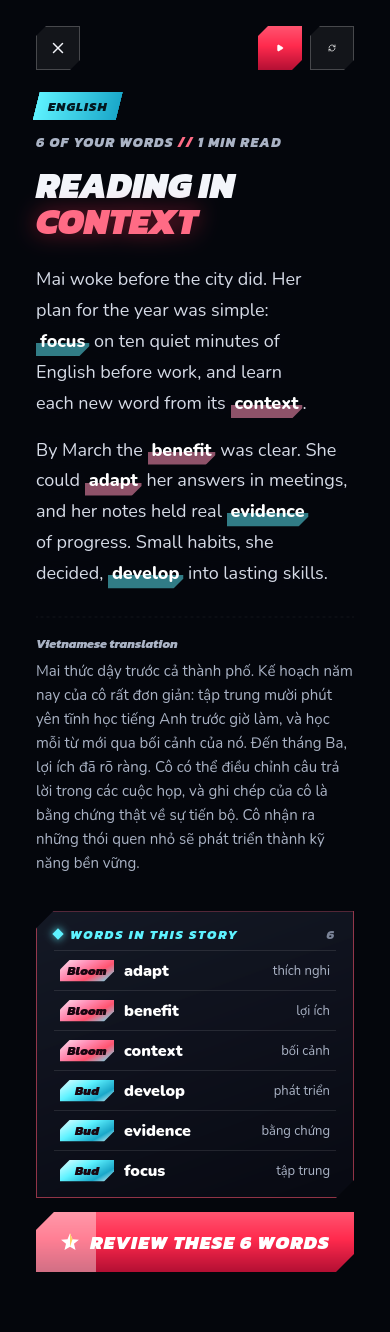 ENGLISH
6 OF YOUR WORDS // 1 MIN READ
READING IN
CONTEXT
Mai woke before the city did. Her
plan for the year was simple:
focus on ten quiet minutes of
English before work, and learn
each new word from its context.
By March the benefit was clear. She
could adapt her answers in meetings,
and her notes held real evidence
of progress. Small habits, she
decided, develop into lasting skills.
Vietnamese translation
Mai thức dậy trước cả thành phố. Kế hoạch năm
nay của cô rất đơn giản: tập trung mười phút
yên tĩnh học tiếng Anh trước giờ làm, và học
mỗi từ mới qua bối cảnh của nó. Đến tháng Ba,
lợi ích đã rõ ràng. Cô có thể điều chỉnh câu trả
lời trong các cuộc họp, và ghi chép của cô là
bằng chứng thật về sự tiến bộ. Cô nhận ra
những thói quen nhỏ sẽ phát triển thành kỹ
năng bền vững.
WORDS IN THIS STORY 6
Bloom adapt thích nghi
Bloom benefit lợi ích
Bloom context bối cảnh
Bud develop phát triển
Bud evidence bằng chứng
Bud focus tập trung
REVIEW THESE 6 WORDS